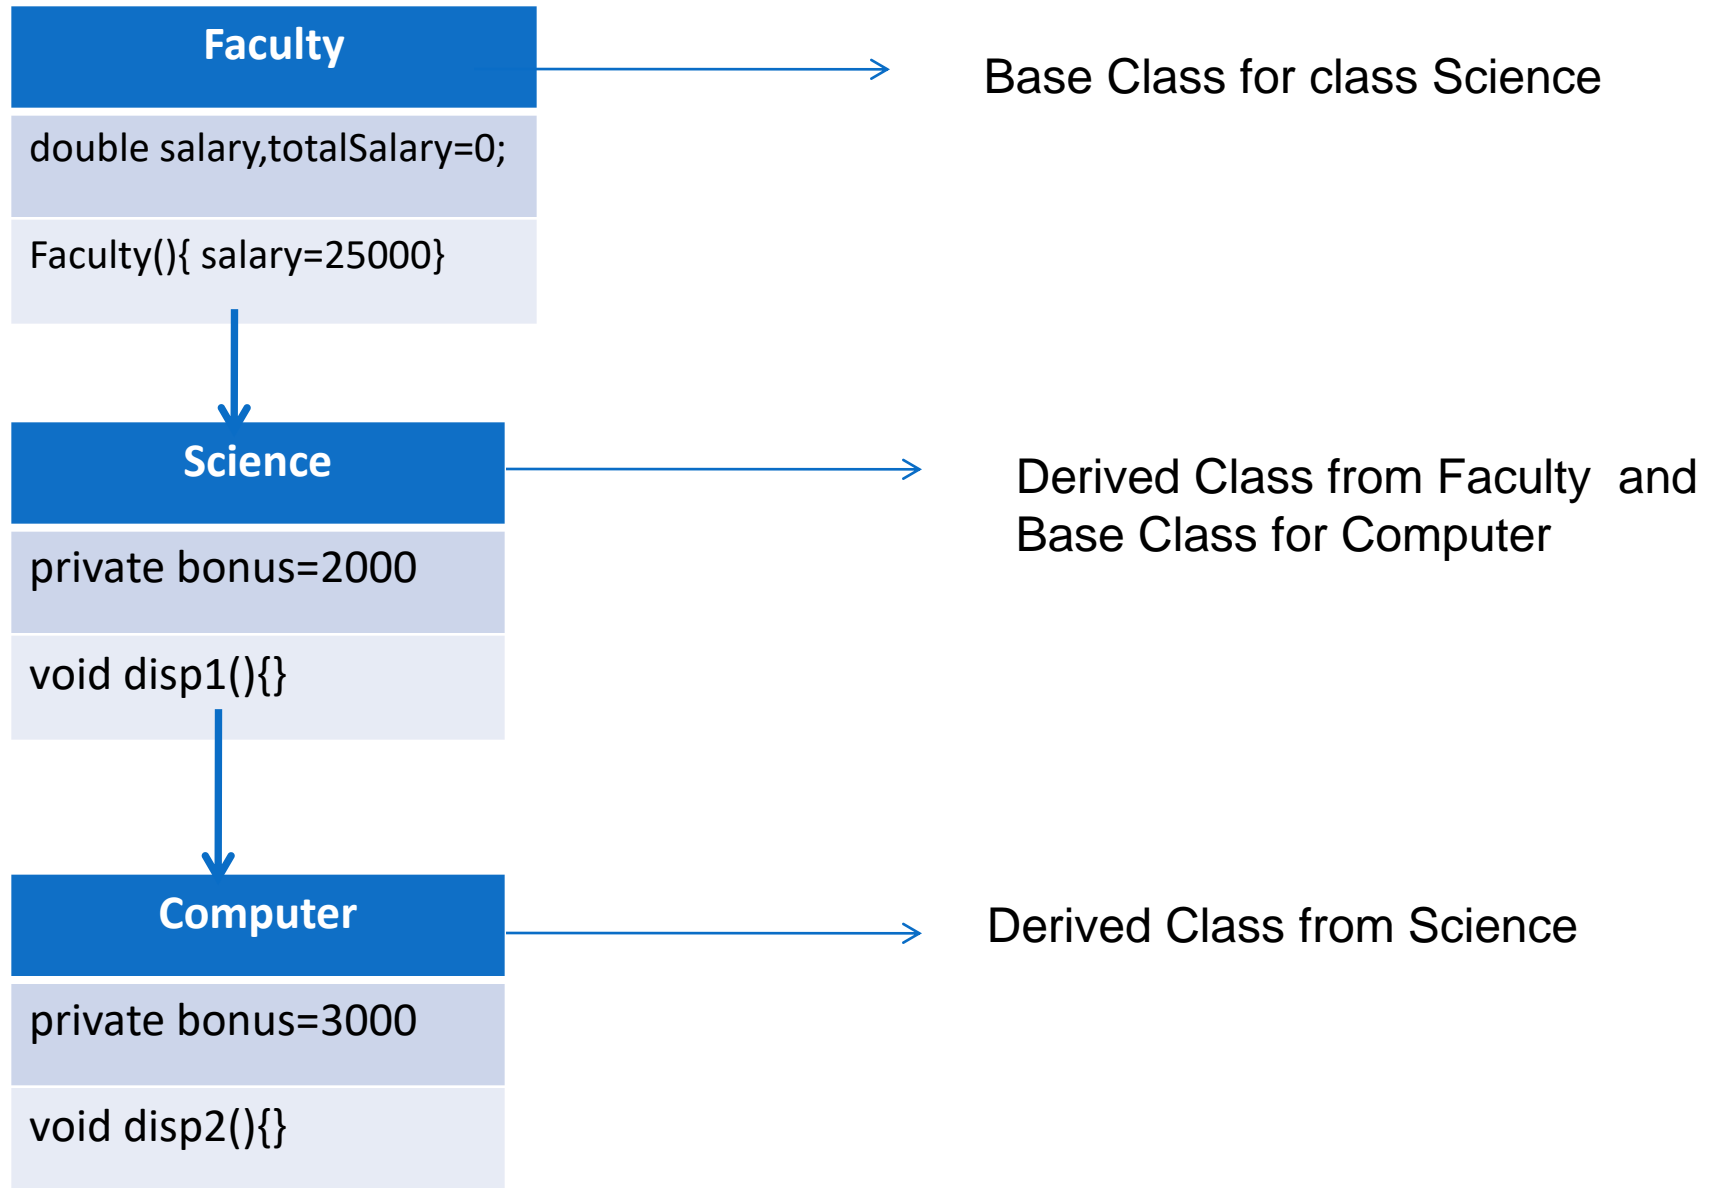 Faculty
Base Class for class Science
double salary,totalSalary=0;
Faculty(){ salary=25000}
Science
Derived Class from Faculty  and
Base Class for Computer
private bonus=2000
void disp1(){}
Computer
Derived Class from Science
private bonus=3000
void disp2(){}